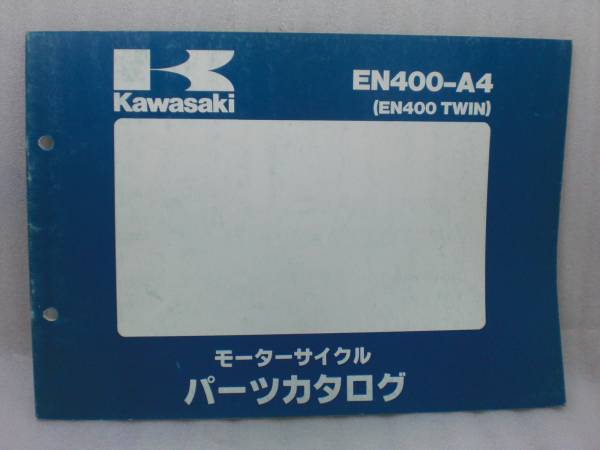 Kawasaki
EN400-A4
(EN400 TWIN)
モーターサイクル
パーツカタログ